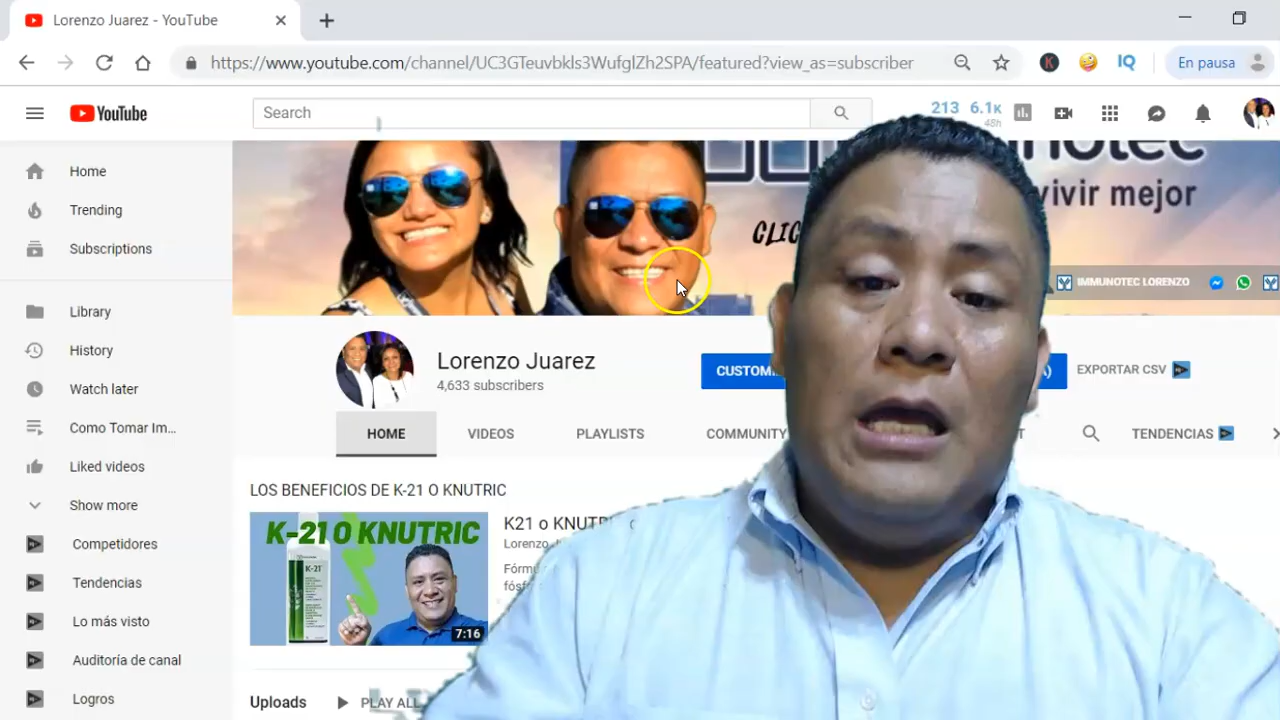 Lorenzo Juarez - YouTube
https://www.youtube.com/channel/UC3GTeuvbkls3WufglZh2SPA/featured?view_as=subscriber
IQ
En pausa
YouTube
Search
213 6.1K
48h
Home
Trending
Subscriptions
Library
History
Watch later
Como Tomar Im...
Liked videos
Show more
Competidores
Tendencias
Lo más visto
Auditoría de canal
Logros
vivir mejor
IMMUNOTEC LORENZO
Lorenzo Juarez
4,633 subscribers
EXPORTAR CSV
HOME
VIDEOS
PLAYLISTS
COMMUNITY
TENDENCIAS
LOS BENEFICIOS DE K-21 O KNUTRIC
K-21 O KNUTRIC
K-21
7:16
K21 o
Uploads
PLAY ALL